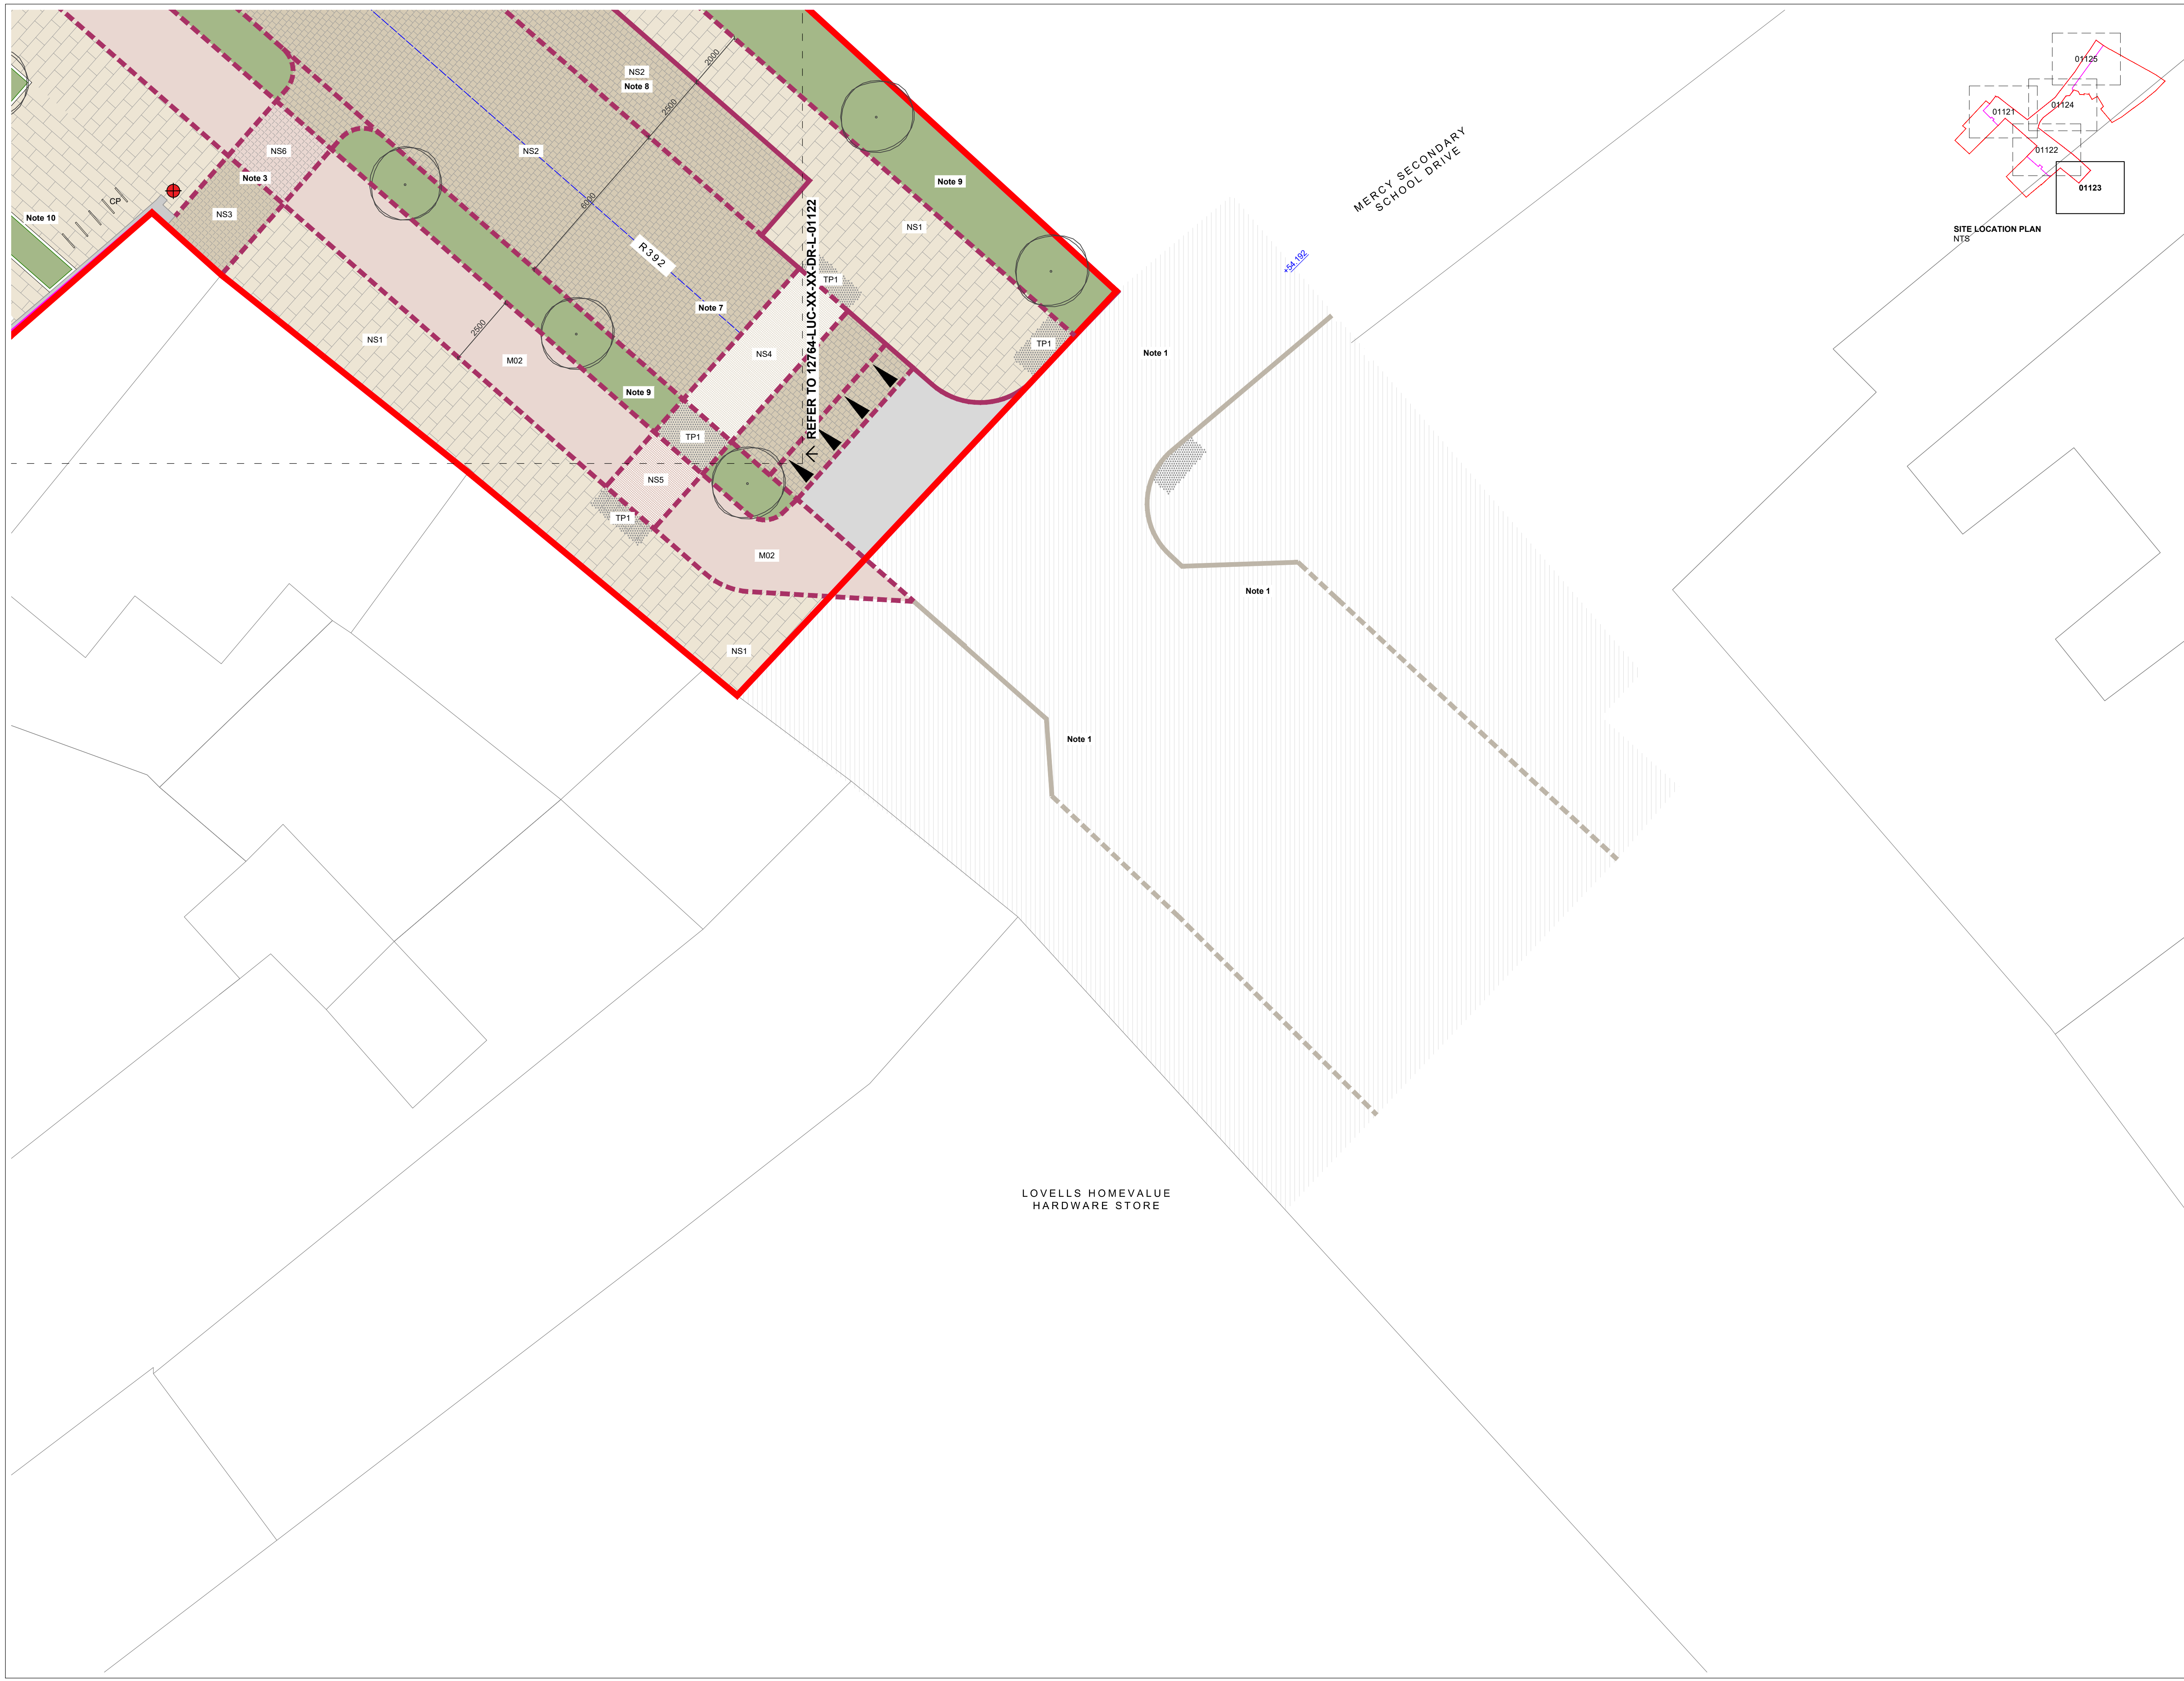 NS2
Note 8
2000
2500
NS2
6000
R392
NS6
Note 3
NS3
CP
Note 10
Note 9
NS1
TP1
TP1
Note 7
NS4
REFER TO 12764-LUC-XX-XX-DR-L-01122
NS1
2500
M02
Note 9
TP1
NS5
TP1
M02
NS1
Note 1
Note 1
Note 1
+54.192
MERCY SECONDARY
SCHOOL DRIVE
LOVELLS HOMEVALUE
HARDWARE STORE
01125
01124
01121
01122
01123
SITE LOCATION PLAN
NTS